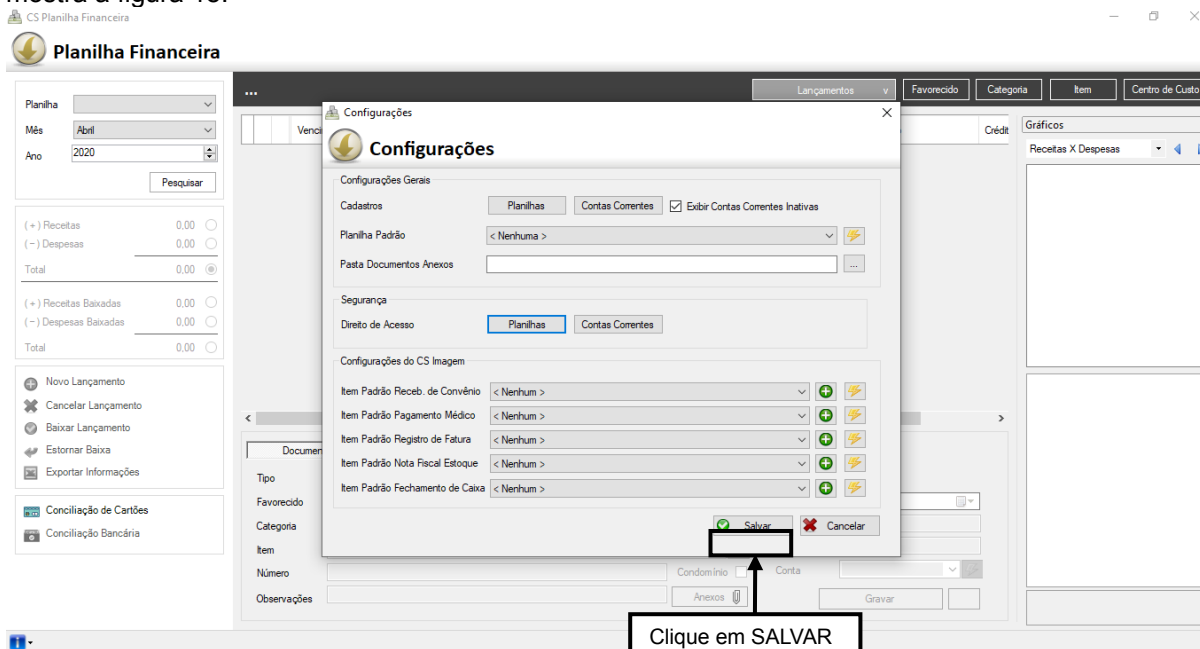 CS Planilha Financeira
Planilha Financeira
...
Lançamentos v
Favorecido
Categoria
Item
Centro de Custo
Planilha
Mês Abril
Ano 2020
Pesquisar
(+) Receitas 0,00
(−) Despesas 0,00
Total 0,00
(+) Receitas Baixadas 0,00
(−) Despesas Baixadas 0,00
Total 0,00
Novo Lançamento
Cancelar Lançamento
Baixar Lançamento
Estornar Baixa
Exportar Informações
Conciliação de Cartões
Conciliação Bancária
Gráficos
Receitas X Despesas
Configurações
Configurações
Configurações Gerais
Cadastros Planilhas Contas Correntes Exibir Contas Correntes Inativas
Planilha Padrão < Nenhuma >
Pasta Documentos Anexos ...
Segurança
Direito de Acesso Planilhas Contas Correntes
Configurações do CS Imagem
Item Padrão Receb. de Convênio < Nenhum >
Item Padrão Pagamento Médico < Nenhum >
Item Padrão Registro de Fatura < Nenhum >
Item Padrão Nota Fiscal Estoque < Nenhum >
Item Padrão Fechamento de Caixa < Nenhum >
Salvar Cancelar
Tipo
Favorecido
Categoria
Item
Número Condomínio Conta
Observações Anexos Gravar
Clique em SALVAR